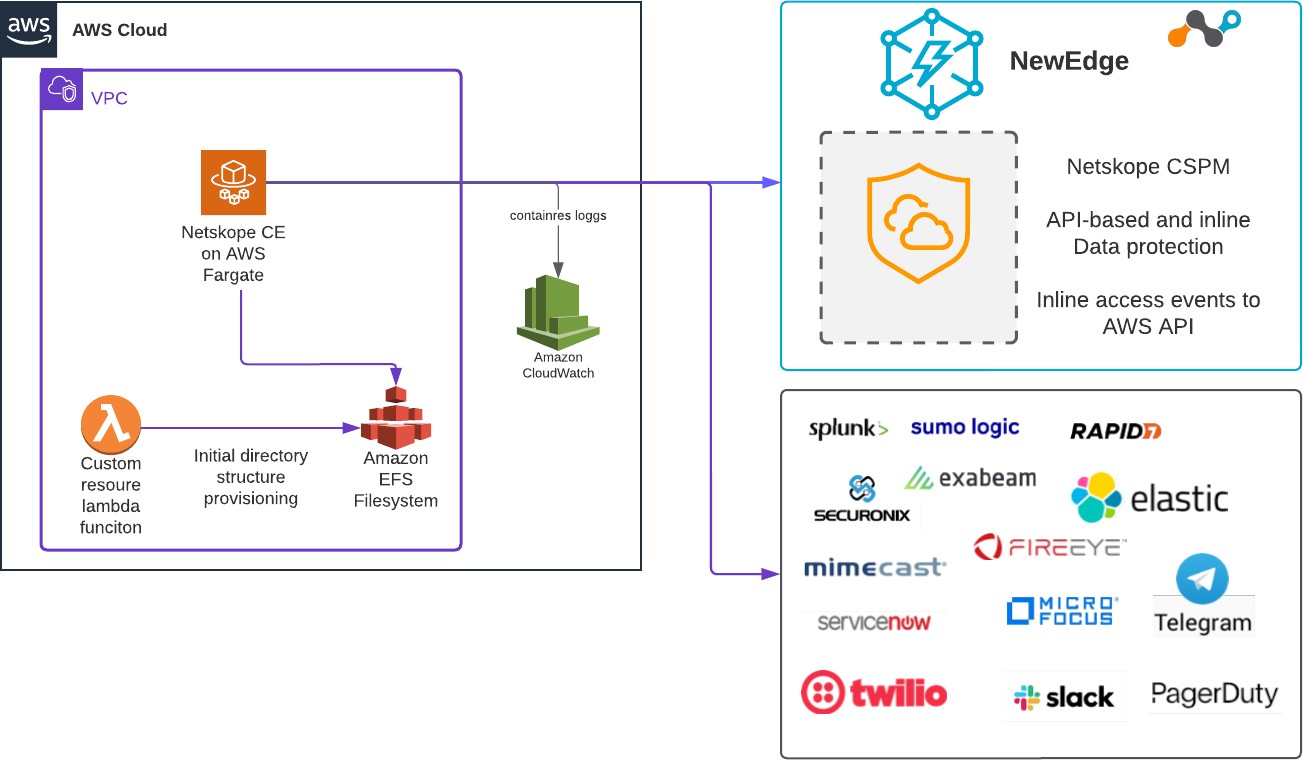 aws
AWS Cloud
VPC
Netskope CE
on AWS
Fargate
containres loggs
Amazon
CloudWatch
Custom
resoure
lambda
funciton
Initial directory
structure
provisioning
Amazon
EFS
Filesystem
NewEdge
Netskope CSPM
API-based and inline
Data protection
Inline access events to
AWS API
splunk>
sumo logic
RAPID7
SECURONIX
exabeam
elastic
mimecast®
FIREEYE™
servicenow
MICRO®
FOCUS
Telegram
twilio
slack
PagerDuty